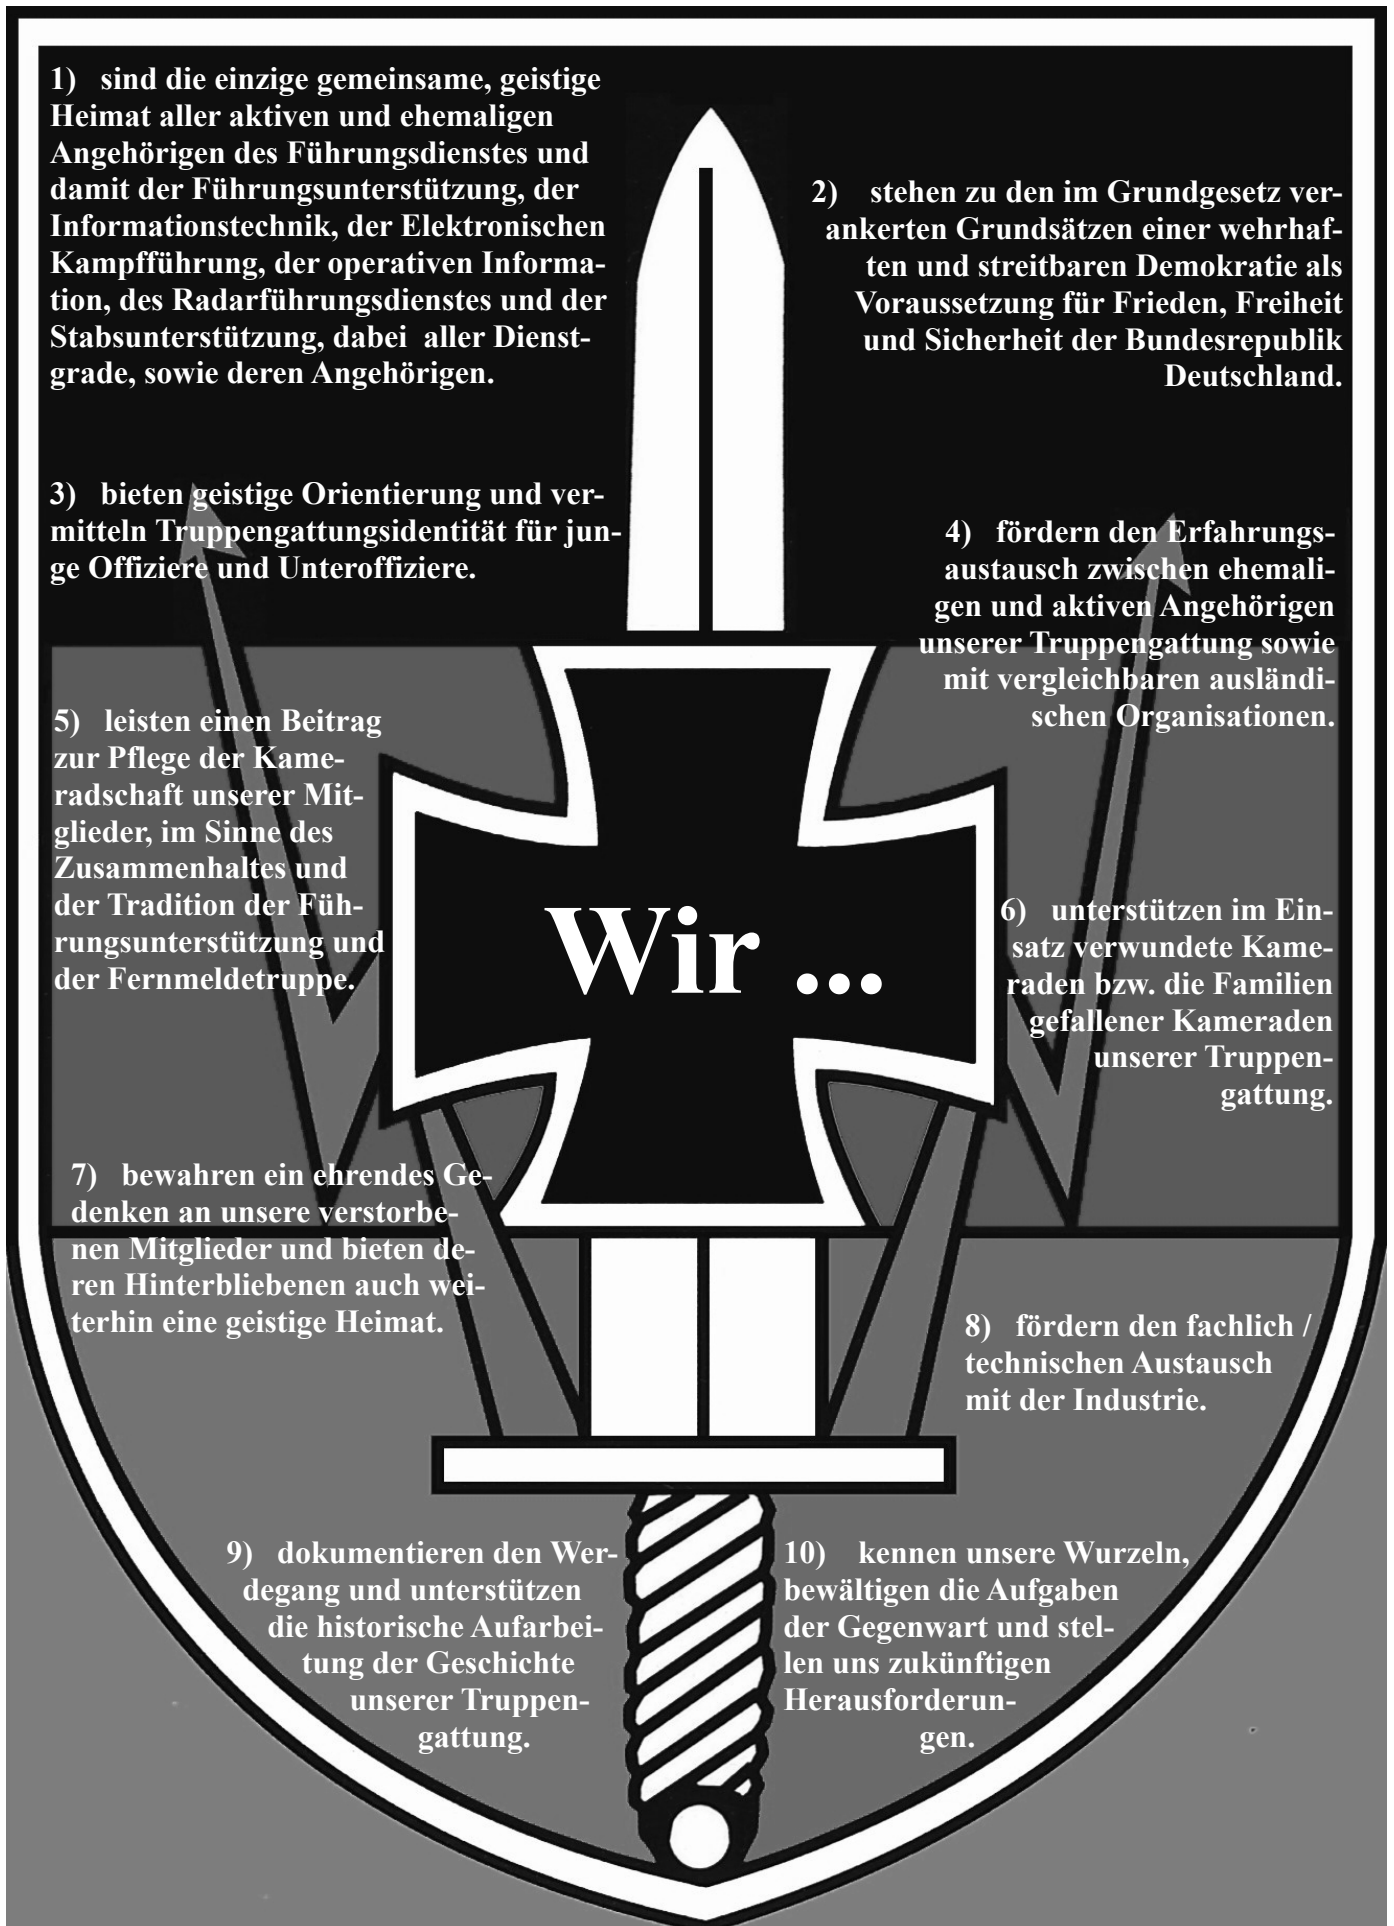 1) sind die einzige gemeinsame, geistige
Heimat aller aktiven und ehemaligen
Angehörigen des Führungsdienstes und
damit der Führungsunterstützung, der
Informationstechnik, der Elektronischen
Kampfführung, der operativen Informa-
tion, des Radarführungsdienstes und der
Stabsunterstützung, dabei aller Dienst-
grade, sowie deren Angehörigen.
2) stehen zu den im Grundgesetz ver-
ankerten Grundsätzen einer wehrhaf-
ten und streitbaren Demokratie als
Voraussetzung für Frieden, Freiheit
und Sicherheit der Bundesrepublik
Deutschland.
3) bieten geistige Orientierung und ver-
mitteln Truppengattungsidentität für jun-
ge Offiziere und Unteroffiziere.
4) fördern den Erfahrungs-
austausch zwischen ehemali-
gen und aktiven Angehörigen
unserer Truppengattung sowie
mit vergleichbaren ausländi-
schen Organisationen.
5) leisten einen Beitrag
zur Pflege der Kame-
radschaft unserer Mit-
glieder, im Sinne des
Zusammenhaltes und
der Tradition der Füh-
rungsunterstützung und
der Fernmeldetruppe.
Wir ...
6) unterstützen im Ein-
satz verwundete Kame-
raden bzw. die Familien
gefallener Kameraden
unserer Truppen-
gattung.
7) bewahren ein ehrendes Ge-
denken an unsere verstorbe-
nen Mitglieder und bieten de-
ren Hinterbliebenen auch wei-
terhin eine geistige Heimat.
8) fördern den fachlich /
technischen Austausch
mit der Industrie.
9) dokumentieren den Wer-
degang und unterstützen
die historische Aufarbei-
tung der Geschichte
unserer Truppen-
gattung.
10) kennen unsere Wurzeln,
bewältigen die Aufgaben
der Gegenwart und stel-
len uns zukünftigen
Herausforderun-
gen.